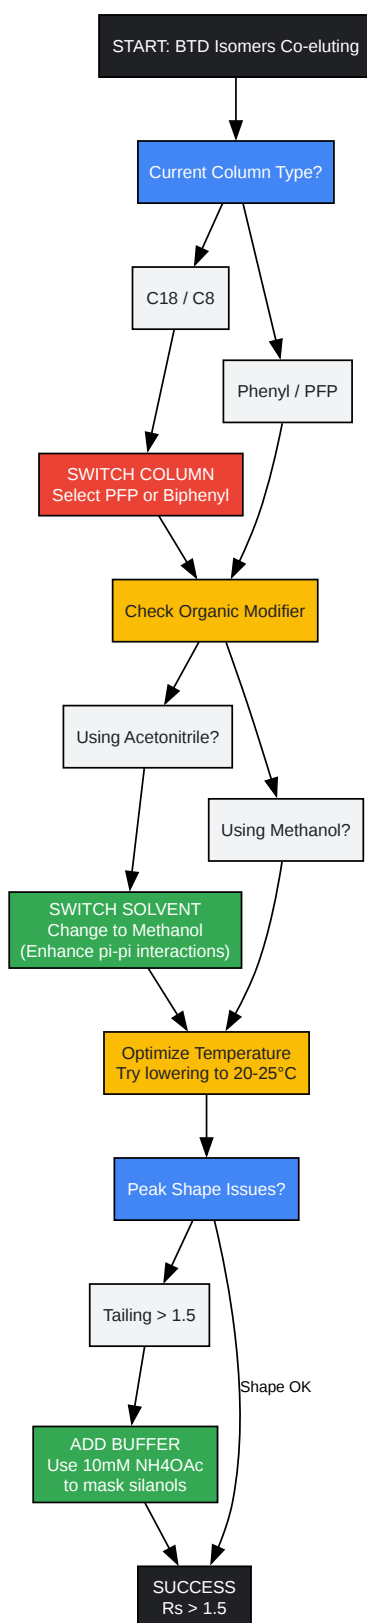 START: BTD Isomers Co-eluting
Current Column Type?
C18 / C8
Phenyl / PFP
SWITCH COLUMN
Select PFP or Biphenyl
Check Organic Modifier
Using Acetonitrile?
Using Methanol?
SWITCH SOLVENT
Change to Methanol
(Enhance pi-pi interactions)
Optimize Temperature
Try lowering to 20-25°C
Peak Shape Issues?
Tailing > 1.5
Shape OK
ADD BUFFER
Use 10mM NH4OAc
to mask silanols
SUCCESS
Rs > 1.5